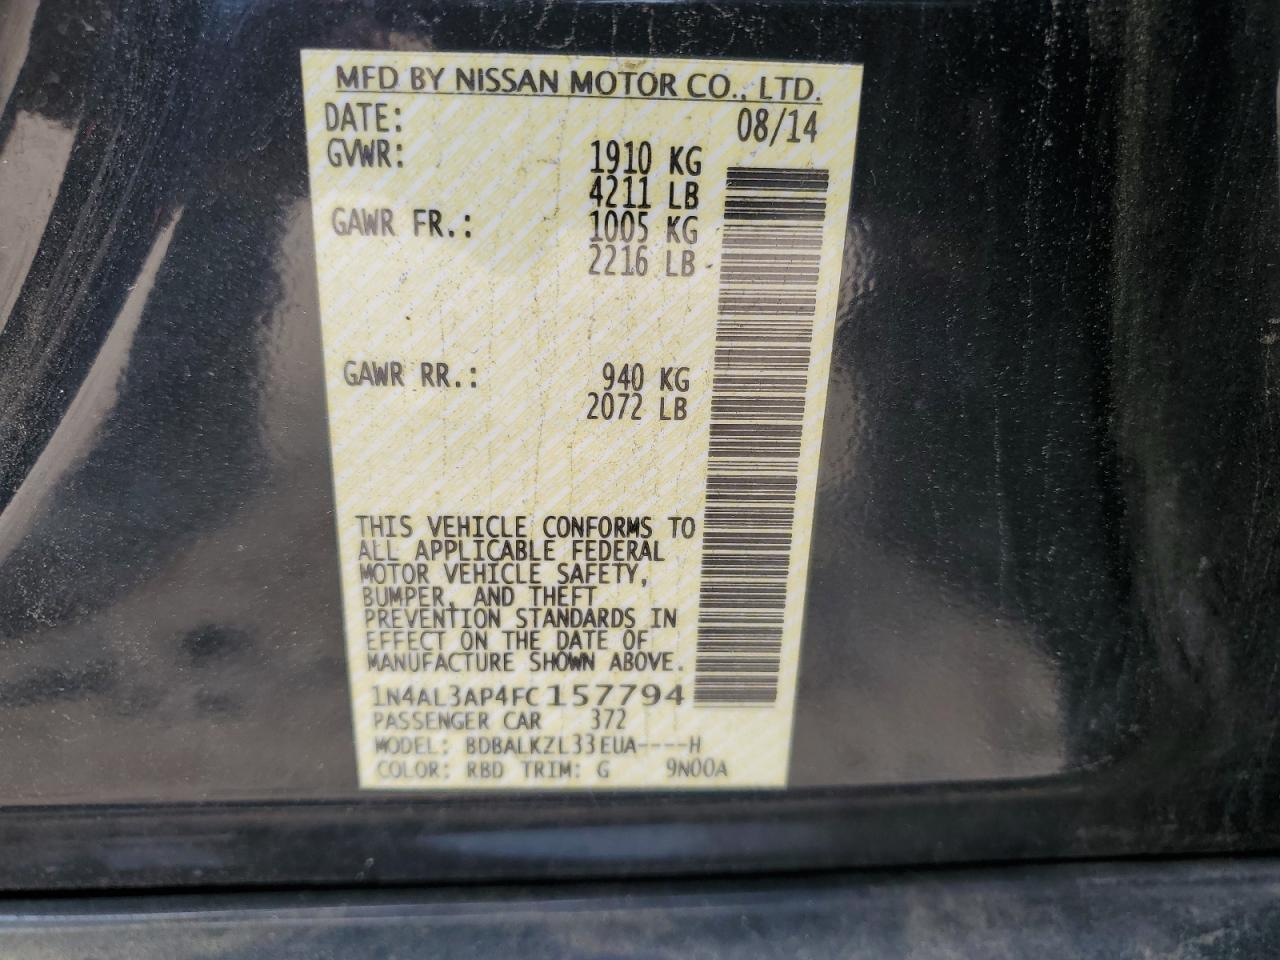 MFD BY NISSAN MOTOR CO., LTD.
DATE: 08/14
GVWR: 1910 KG
4211 LB
GAWR FR.: 1005 KG
2216 LB
GAWR RR.: 940 KG
2072 LB
THIS VEHICLE CONFORMS TO
ALL APPLICABLE FEDERAL
MOTOR VEHICLE SAFETY,
BUMPER, AND THEFT
PREVENTION STANDARDS IN
EFFECT ON THE DATE OF
MANUFACTURE SHOWN ABOVE.
1N4AL3AP4FC157794
PASSENGER CAR 372
MODEL: BDBALKZL33EUA----H
COLOR: RBD TRIM: G 9N00A